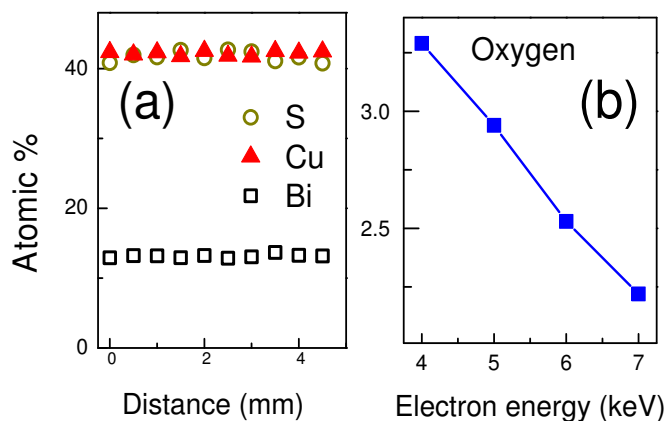 Atomic %
40
20
0
(a)
S
Cu
Bi
0
2
4
Distance (mm)
Oxygen
(b)
3.0
2.5
4
5
6
7
Electron energy (keV)